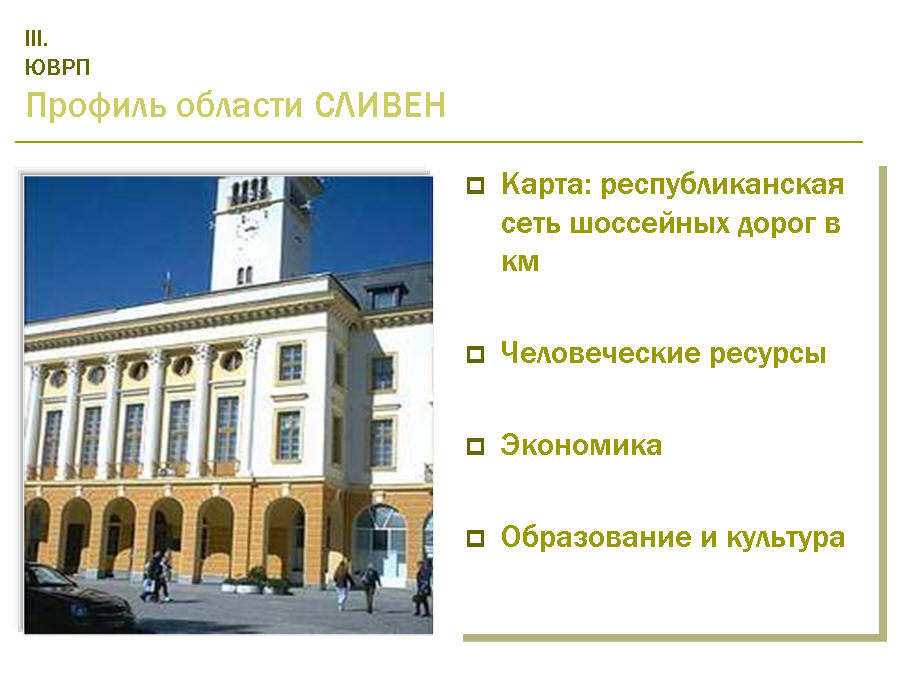 III.
ЮВРП
Профиль области СЛИВЕН
Карта: республиканская
сеть шоссейных дорог в
км
Человеческие ресурсы
Экономика
Образование и культура